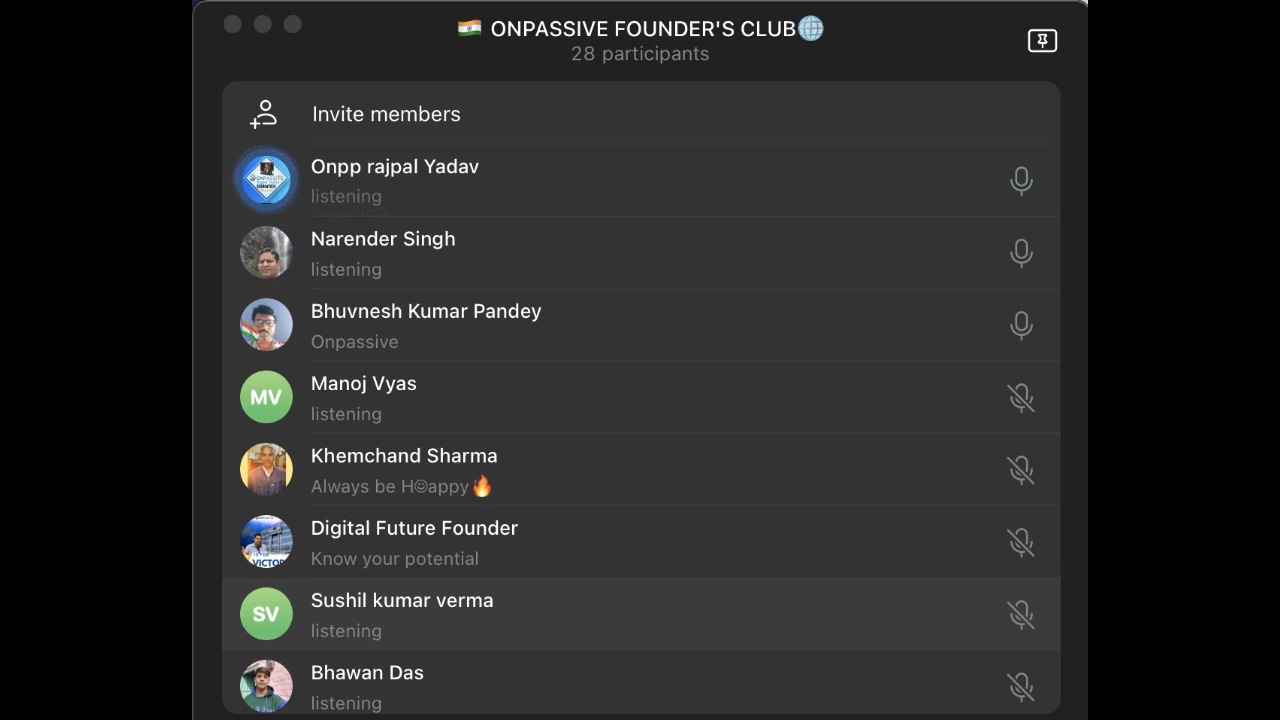 🇮🇳 ONPASSIVE FOUNDER'S CLUB🌐
28 participants
Invite members
Onpp rajpal Yadav
listening
Narender Singh
listening
Bhuvnesh Kumar Pandey
Onpassive
MV
Manoj Vyas
listening
Khemchand Sharma
Always be H☺appy🔥
Digital Future Founder
Know your potential
VICTOR
SV
Sushil kumar verma
listening
Bhawan Das
listening